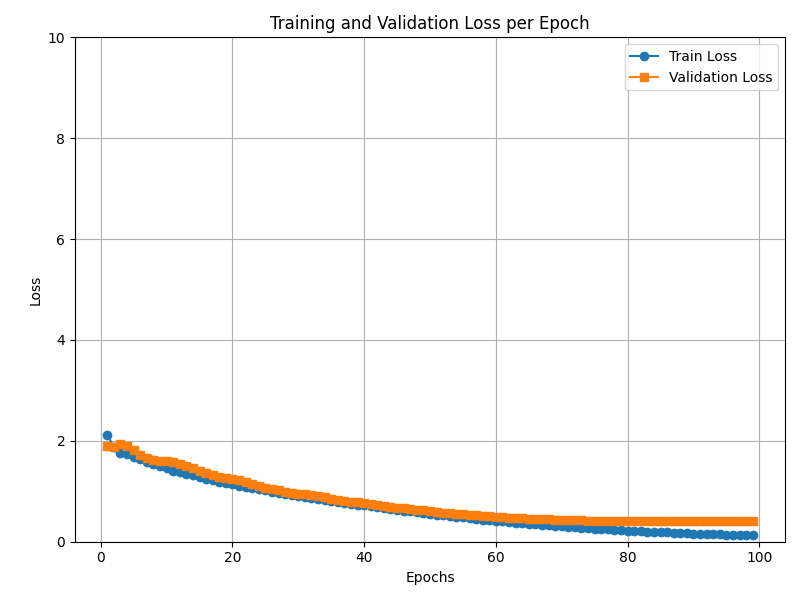 Training and Validation Loss per Epoch
Train Loss
Validation Loss
10
8
6
4
2
0
Loss
0 20 40 60 80 100
Epochs